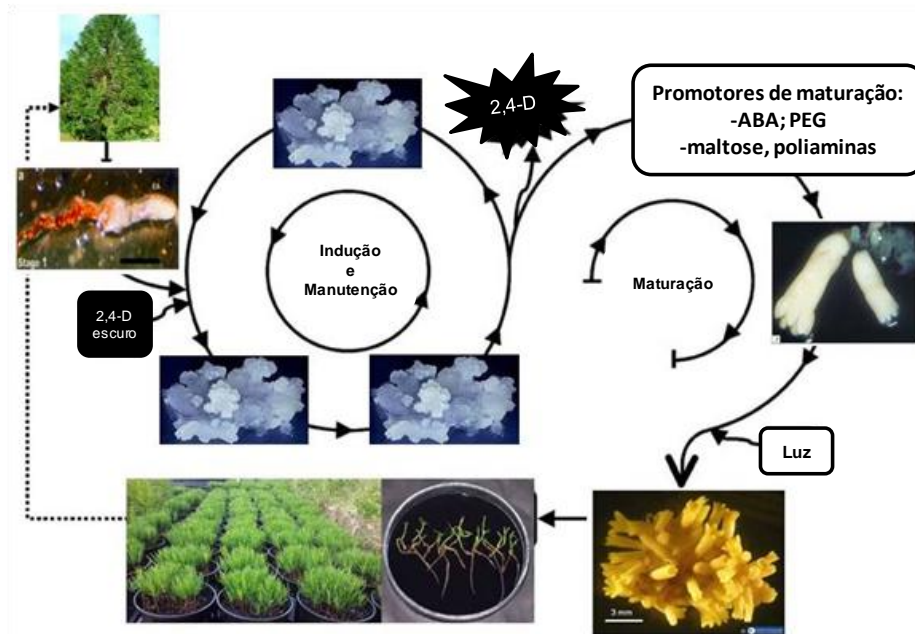 2,4-D
Promotores de maturação:
-ABA; PEG
-maltose, poliaminas
a
Stage 1
Indução
e
Manutenção
Maturação
2,4-D
escuro
Luz
3 mm